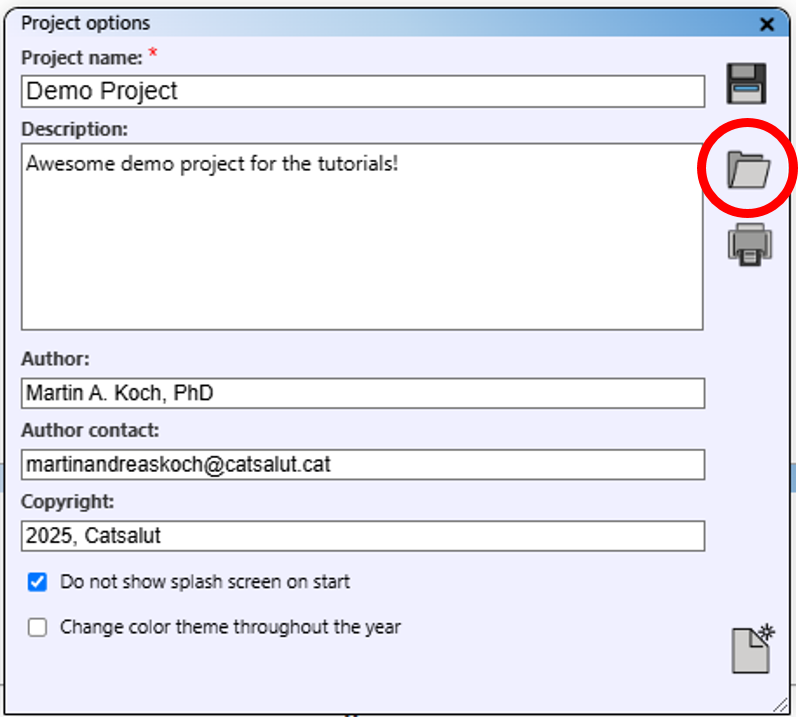 Project options
Project name: *
Demo Project
Description:
Awesome demo project for the tutorials!
Author:
Martin A. Koch, PhD
Author contact:
martinandreaskoch@catsalut.cat
Copyright:
2025, Catsalut
Do not show splash screen on start
Change color theme throughout the year